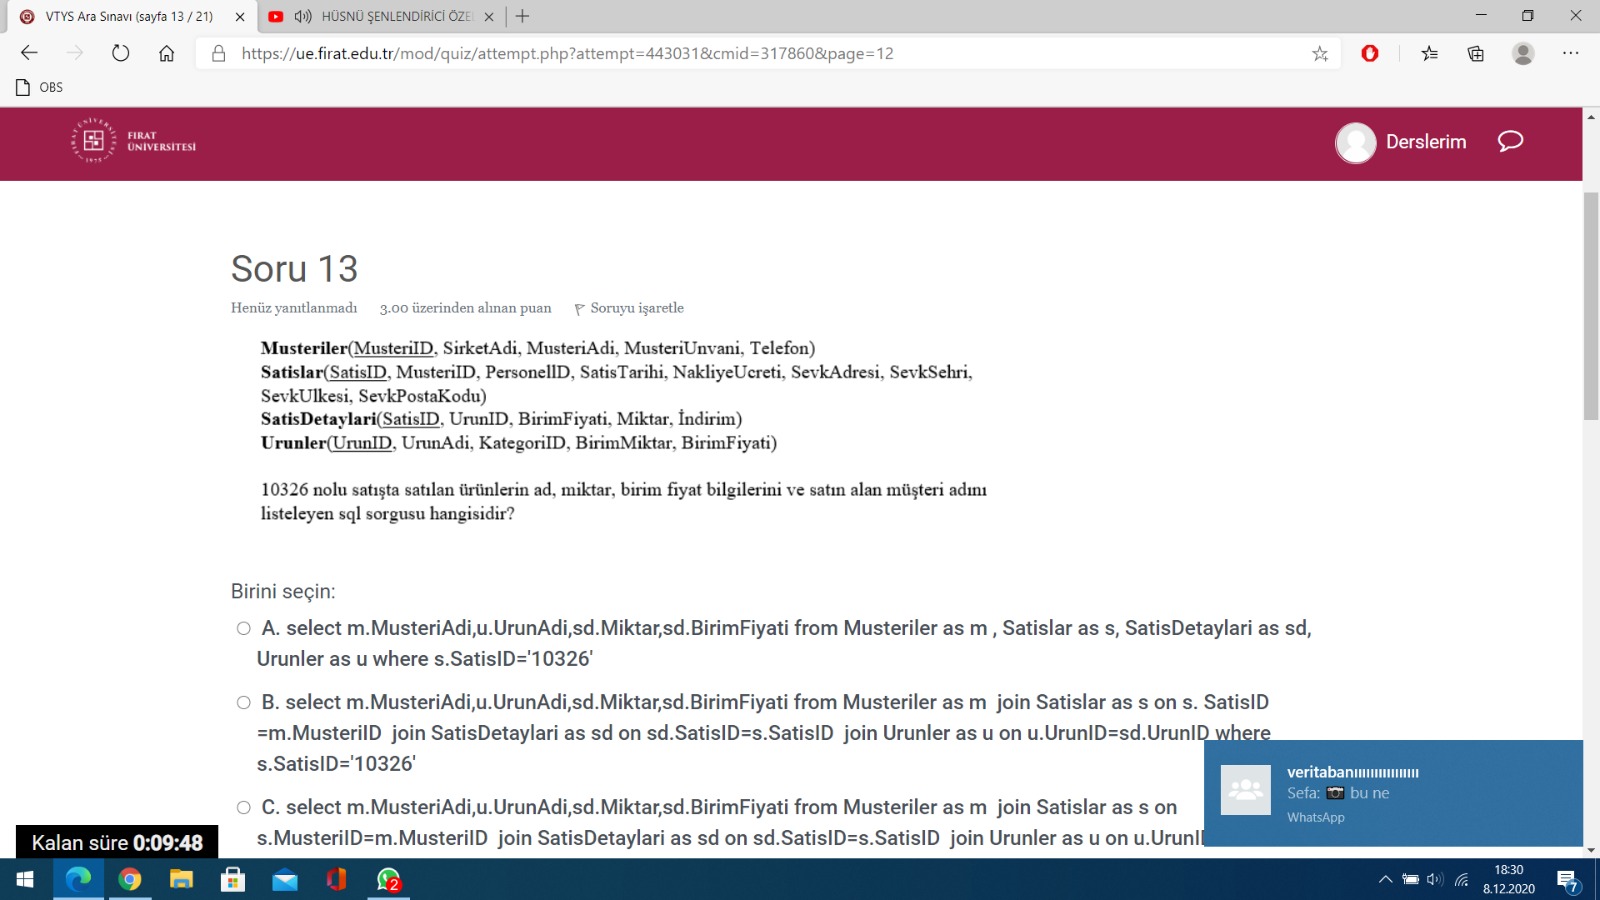 VTYS Ara Sınavı (sayfa 13 / 21)
HÜSNÜ ŞENLENDİRİCİ ÖZE
https://ue.firat.edu.tr/mod/quiz/attempt.php?attempt=443031&cmid=317860&page=12
OBS
FIRAT
ÜNİVERSİTESİ
Derslerim
Soru 13
Henüz yanıtlanmadı 3.00 üzerinden alınan puan Soruyu işaretle
Musteriler(MusteriID, SirketAdi, MusteriAdi, MusteriUnvani, Telefon)
Satislar(SatisID, MusteriID, PersonelID, SatisTarihi, NakliyeUcreti, SevkAdresi, SevkSehri,
SevkUlkesi, SevkPostaKodu)
SatisDetaylari(SatisID, UrunID, BirimFiyati, Miktar, İndirim)
Urunler(UrunID, UrunAdi, KategoriID, BirimMiktar, BirimFiyati)
10326 nolu satışta satılan ürünlerin ad, miktar, birim fiyat bilgilerini ve satın alan müşteri adını
listeleyen sql sorgusu hangisidir?
Birini seçin:
A. select m.MusteriAdi,u.UrunAdi,sd.Miktar,sd.BirimFiyati from Musteriler as m , Satislar as s, SatisDetaylari as sd,
Urunler as u where s.SatisID='10326'
B. select m.MusteriAdi,u.UrunAdi,sd.Miktar,sd.BirimFiyati from Musteriler as m join Satislar as s on s. SatisID
=m.MusteriID join SatisDetaylari as sd on sd.SatisID=s.SatisID join Urunler as u on u.UrunID=sd.UrunID where
s.SatisID='10326'
C. select m.MusteriAdi,u.UrunAdi,sd.Miktar,sd.BirimFiyati from Musteriler as m join Satislar as s on
s.MusteriID=m.MusteriID join SatisDetaylari as sd on sd.SatisID=s.SatisID join Urunler as u on u.UrunI
veritabanıııııııııııııııı
Sefa: 📷 bu ne
WhatsApp
Kalan süre 0:09:48
2
18:30
8.12.2020
7